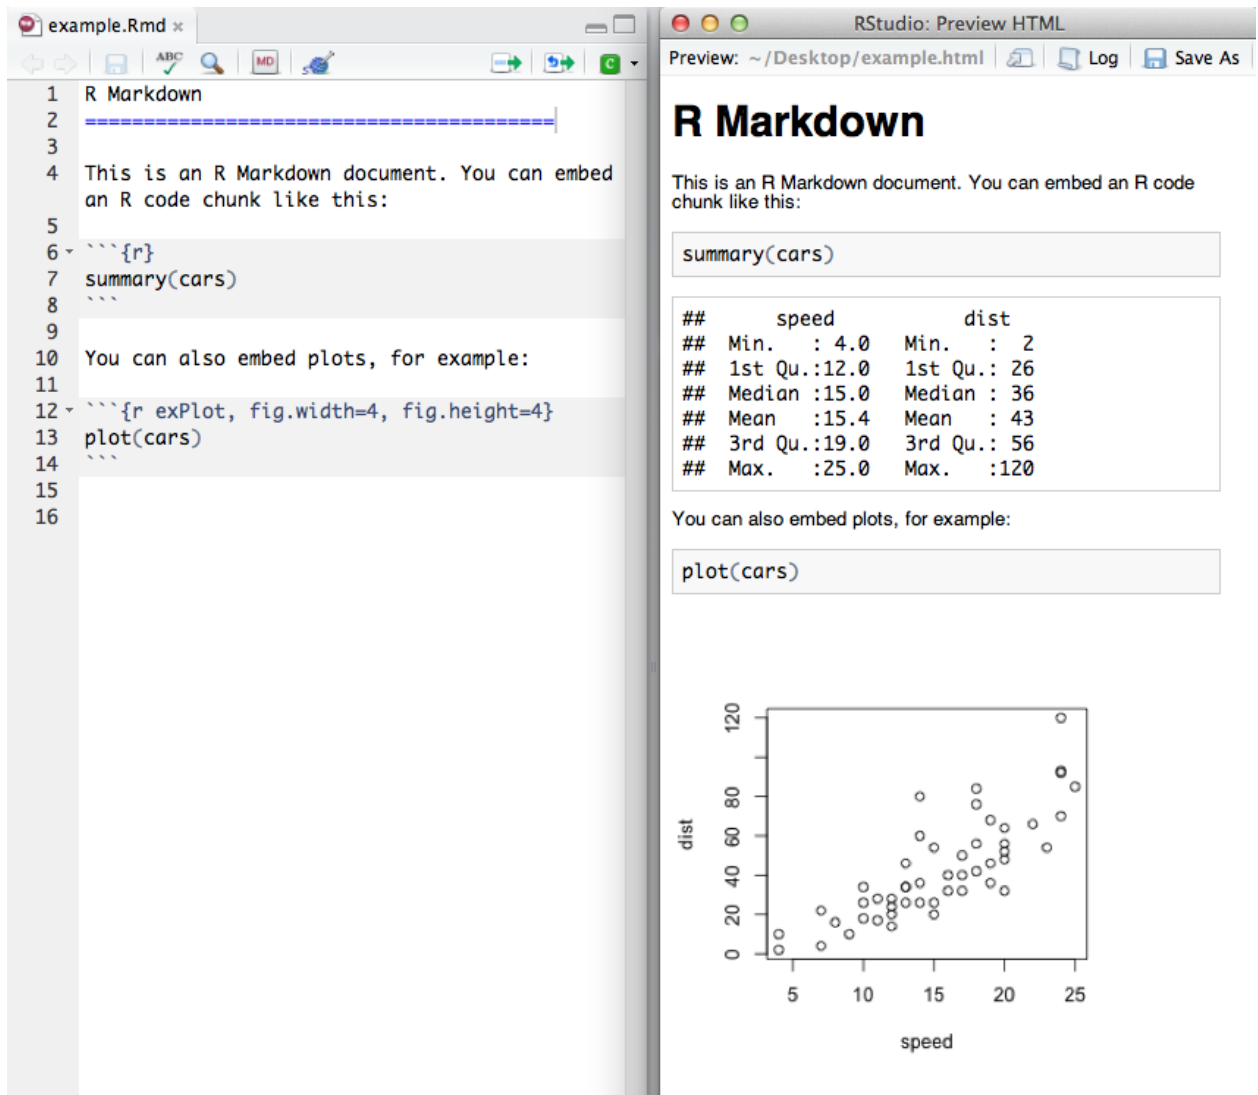 example.Rmd ×
ABC
MD
C
1 R Markdown
2 ========================================
3
4 This is an R Markdown document. You can embed
an R code chunk like this:
5
6 ```{r}
7 summary(cars)
8 ```
9
10 You can also embed plots, for example:
11
12 ```{r exPlot, fig.width=4, fig.height=4}
13 plot(cars)
14 ```
15
16
RStudio: Preview HTML
Preview: ~/Desktop/example.html Log Save As
R Markdown
This is an R Markdown document. You can embed an R code
chunk like this:
summary(cars)
##      speed           dist
##  Min.   : 4.0   Min.   :  2
##  1st Qu.:12.0   1st Qu.: 26
##  Median :15.0   Median : 36
##  Mean   :15.4   Mean   : 43
##  3rd Qu.:19.0   3rd Qu.: 56
##  Max.   :25.0   Max.   :120
You can also embed plots, for example:
plot(cars)
120
80
60
40
20
0
dist
5 10 15 20 25
speed